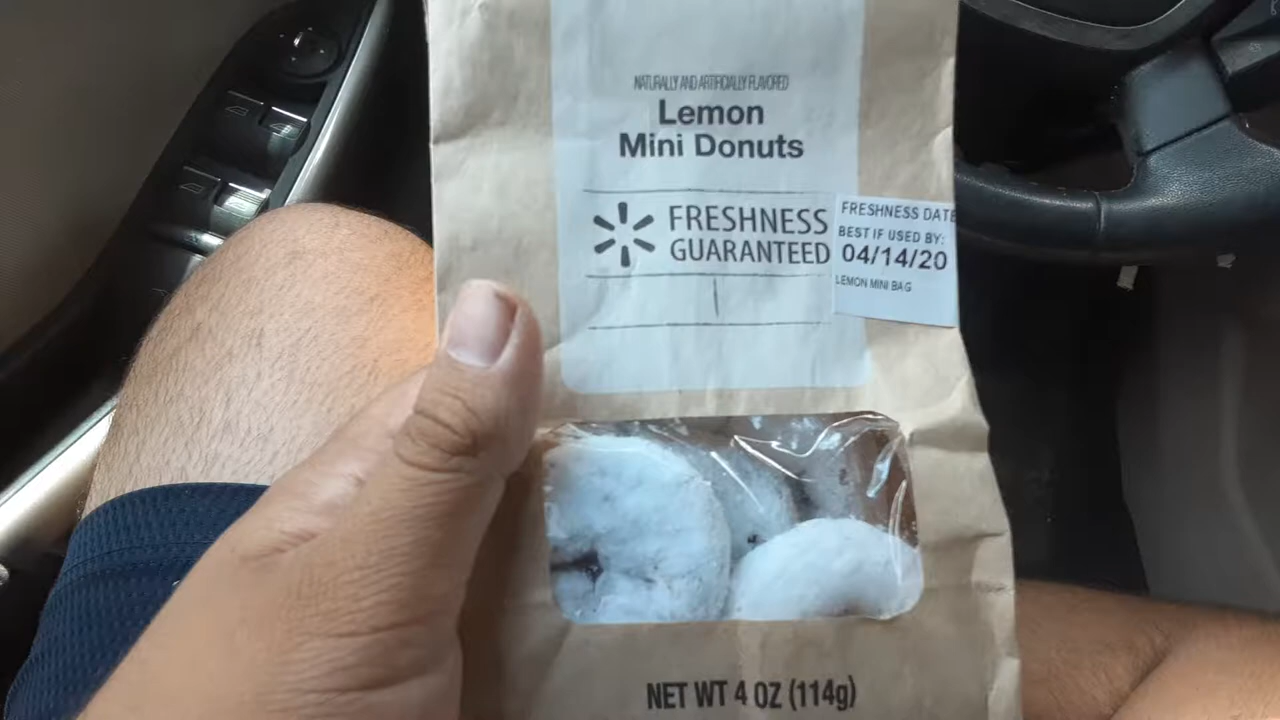 NATURALLY AND ARTIFICIALLY FLAVORED
Lemon
Mini Donuts
FRESHNESS
GUARANTEED
FRESHNESS DATE
BEST IF USED BY:
04/14/20
LEMON MINI BAG
NET WT 4 OZ (114g)